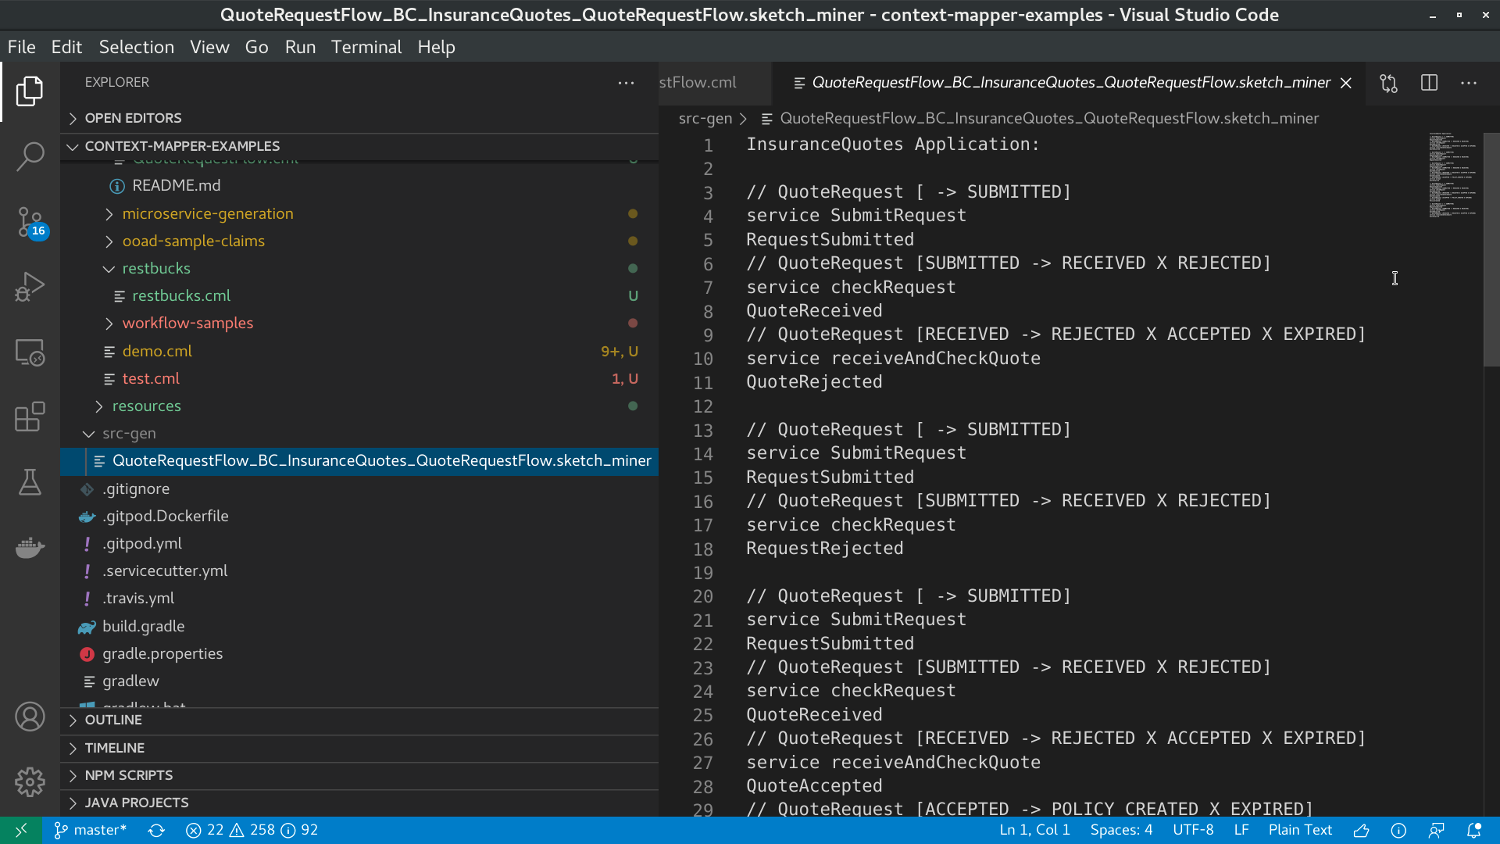 QuoteRequestFlow_BC_InsuranceQuotes_QuoteRequestFlow.sketch_miner - context-mapper-examples - Visual Studio Code
File Edit Selection View Go Run Terminal Help
EXPLORER
OPEN EDITORS
CONTEXT-MAPPER-EXAMPLES
QuoteRequestFlow.cml U
README.md
microservice-generation
ooad-sample-claims
restbucks
restbucks.cml U
workflow-samples
demo.cml 9+, U
test.cml 1, U
resources
src-gen
QuoteRequestFlow_BC_InsuranceQuotes_QuoteRequestFlow.sketch_miner
.gitignore
.gitpod.Dockerfile
.gitpod.yml
.servicecutter.yml
.travis.yml
build.gradle
gradle.properties
gradlew
gradlew.bat
OUTLINE
TIMELINE
NPM SCRIPTS
JAVA PROJECTS
16
stFlow.cml
QuoteRequestFlow_BC_InsuranceQuotes_QuoteRequestFlow.sketch_miner
src-gen > QuoteRequestFlow_BC_InsuranceQuotes_QuoteRequestFlow.sketch_miner
1 InsuranceQuotes Application:
2
3 // QuoteRequest [ -> SUBMITTED]
4 service SubmitRequest
5 RequestSubmitted
6 // QuoteRequest [SUBMITTED -> RECEIVED X REJECTED]
7 service checkRequest
8 QuoteReceived
9 // QuoteRequest [RECEIVED -> REJECTED X ACCEPTED X EXPIRED]
10 service receiveAndCheckQuote
11 QuoteRejected
12
13 // QuoteRequest [ -> SUBMITTED]
14 service SubmitRequest
15 RequestSubmitted
16 // QuoteRequest [SUBMITTED -> RECEIVED X REJECTED]
17 service checkRequest
18 RequestRejected
19
20 // QuoteRequest [ -> SUBMITTED]
21 service SubmitRequest
22 RequestSubmitted
23 // QuoteRequest [SUBMITTED -> RECEIVED X REJECTED]
24 service checkRequest
25 QuoteReceived
26 // QuoteRequest [RECEIVED -> REJECTED X ACCEPTED X EXPIRED]
27 service receiveAndCheckQuote
28 QuoteAccepted
29 // QuoteRequest [ACCEPTED -> POLICY_CREATED X EXPIRED]
master* 22 258 92 Ln 1, Col 1 Spaces: 4 UTF-8 LF Plain Text